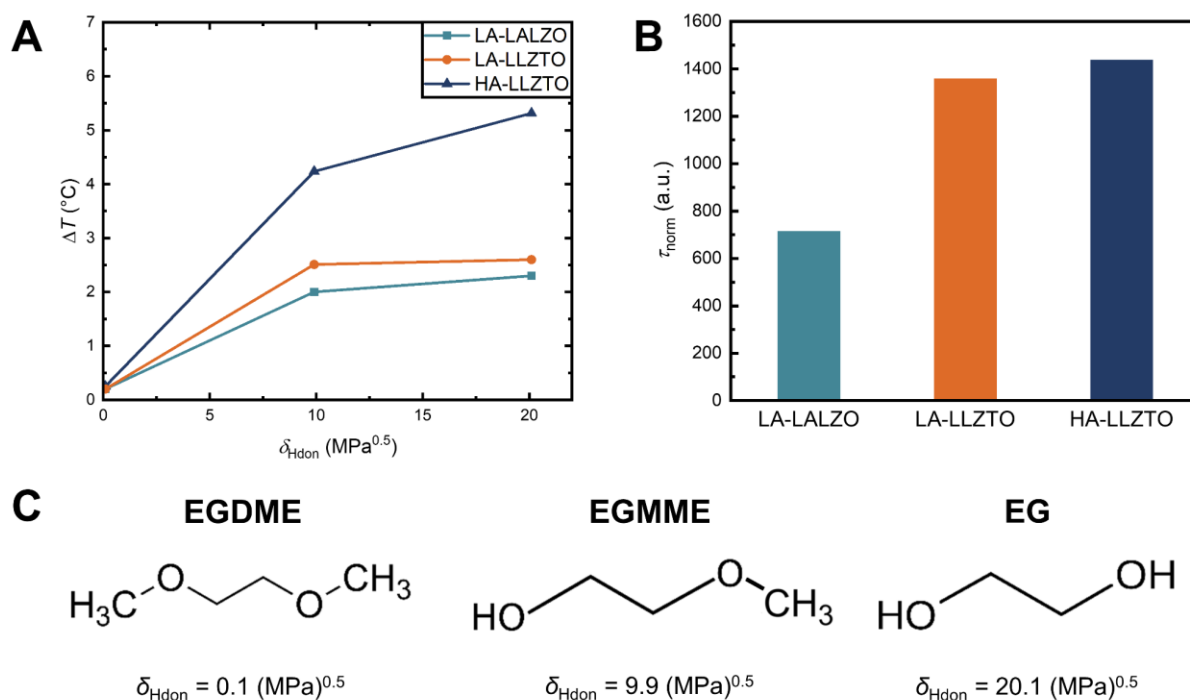 A
7
6
5
4
3
2
1
0
ΔT (°C)
LA-LALZO
LA-LLZTO
HA-LLZTO
0 5 10 15 20
δHdon (MPa0.5)
B
1600
1400
1200
1000
800
600
400
200
0
τnorm (a.u.)
LA-LALZO LA-LLZTO HA-LLZTO
C
EGDME EGMME EG
H3C O O CH3
HO O CH3
HO OH
δHdon = 0.1 (MPa)0.5 δHdon = 9.9 (MPa)0.5 δHdon = 20.1 (MPa)0.5